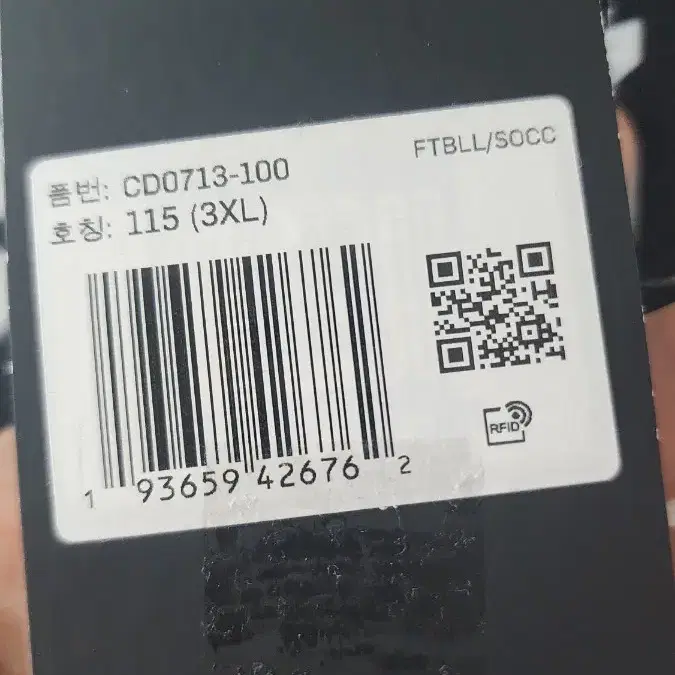 FTBLL/SOCC
품번: CD0713-100
호칭: 115 (3XL)
RFID
1 93659 42676 2